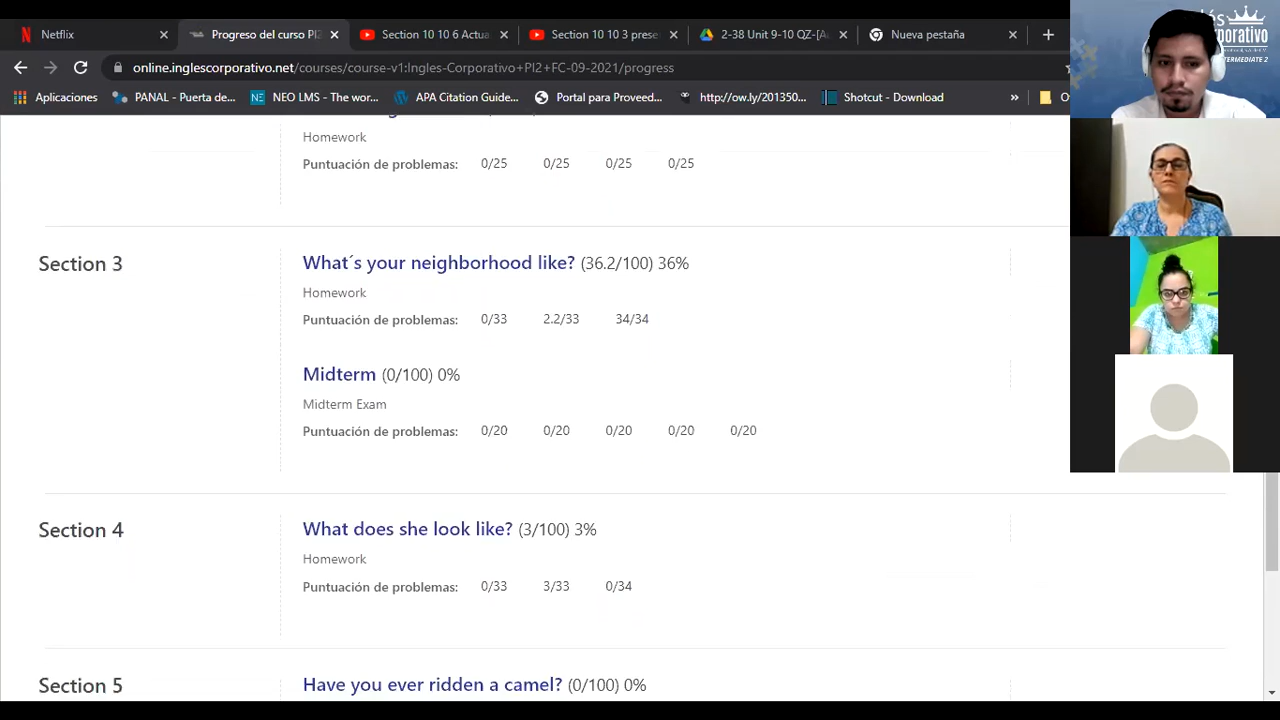 Netflix
Progreso del curso PI2
Section 10 10 6 Actua
Section 10 10 3 prese
2-38 Unit 9-10 QZ-[Au
Nueva pestaña
online.inglescorporativo.net/courses/course-v1:Ingles-Corporativo+PI2+
-09-2021/progress
Aplicaciones
PANAL - Puerta de...
NEO LMS - The wor...
APA Citation Guide...
Portal para Proveed...
http://ow.ly/201350...
Shotcut - Download
»
INTERMEDIATE 2
Homework
Puntuación de problemas: 0/25 0/25 0/25 0/25
Section 3
What´s your neighborhood like? (36.2/100) 36%
Homework
Puntuación de problemas: 0/33 2.2/33 34/34
Midterm (0/100) 0%
Midterm Exam
Puntuación de problemas: 0/20 0/20 0/20 0/20 0/20
Section 4
What does she look like? (3/100) 3%
Homework
Puntuación de problemas: 0/33 3/33 0/34
Section 5
Have you ever ridden a camel? (0/100) 0%